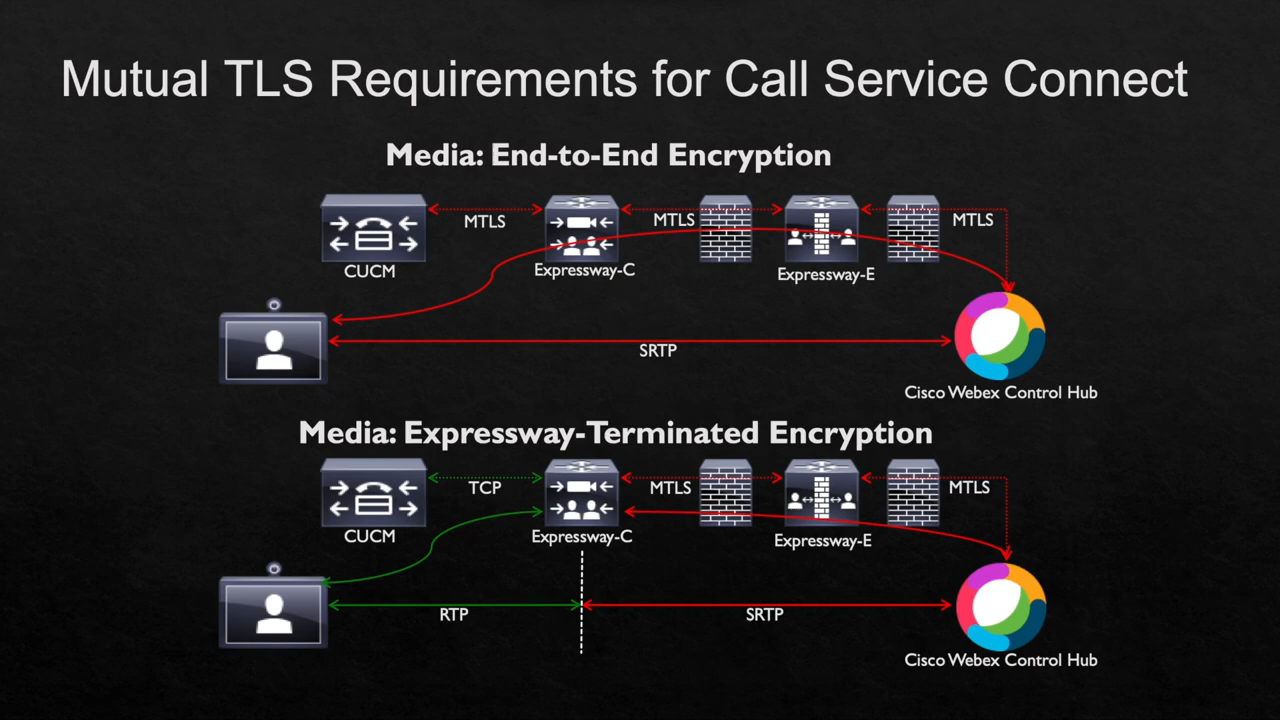 Mutual TLS Requirements for Call Service Connect
Media: End-to-End Encryption
MTLS
MTLS
MTLS
CUCM
Expressway-C
Expressway-E
SRTP
Cisco Webex Control Hub
Media: Expressway-Terminated Encryption
TCP
MTLS
MTLS
CUCM
Expressway-C
Expressway-E
RTP
SRTP
Cisco Webex Control Hub